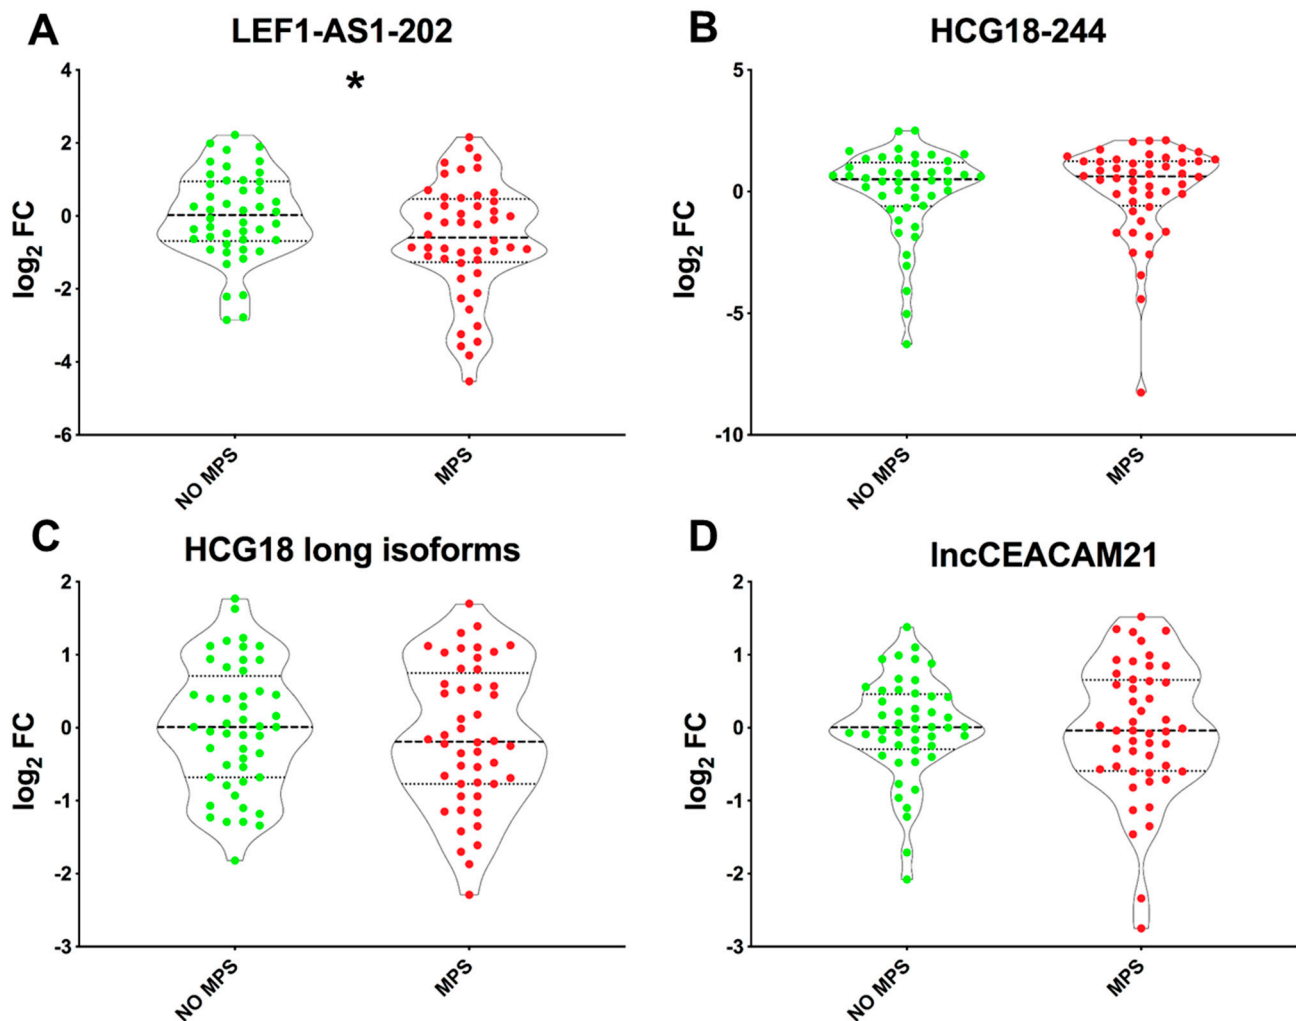 A
LEF1-AS1-202
*
log2 FC
4
2
0
-2
-4
-6
NO MPS
MPS
B
HCG18-244
log2 FC
5
0
-5
-10
NO MPS
MPS
C
HCG18 long isoforms
log2 FC
2
1
0
-1
-2
-3
NO MPS
MPS
D
lncCEACAM21
log2 FC
2
1
0
-1
-2
-3
NO MPS
MPS